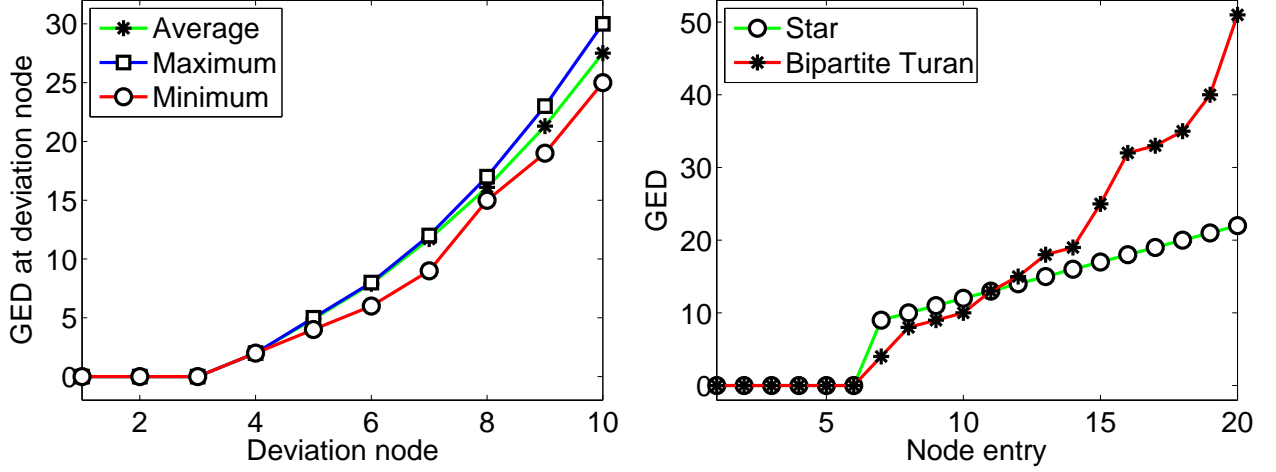 30
25
20
15
10
5
0
GED at deviation node
Average
Maximum
Minimum
2 4 6 8 10
Deviation node
50
40
30
20
10
0
GED
Star
Bipartite Turan
5 10 15 20
Node entry